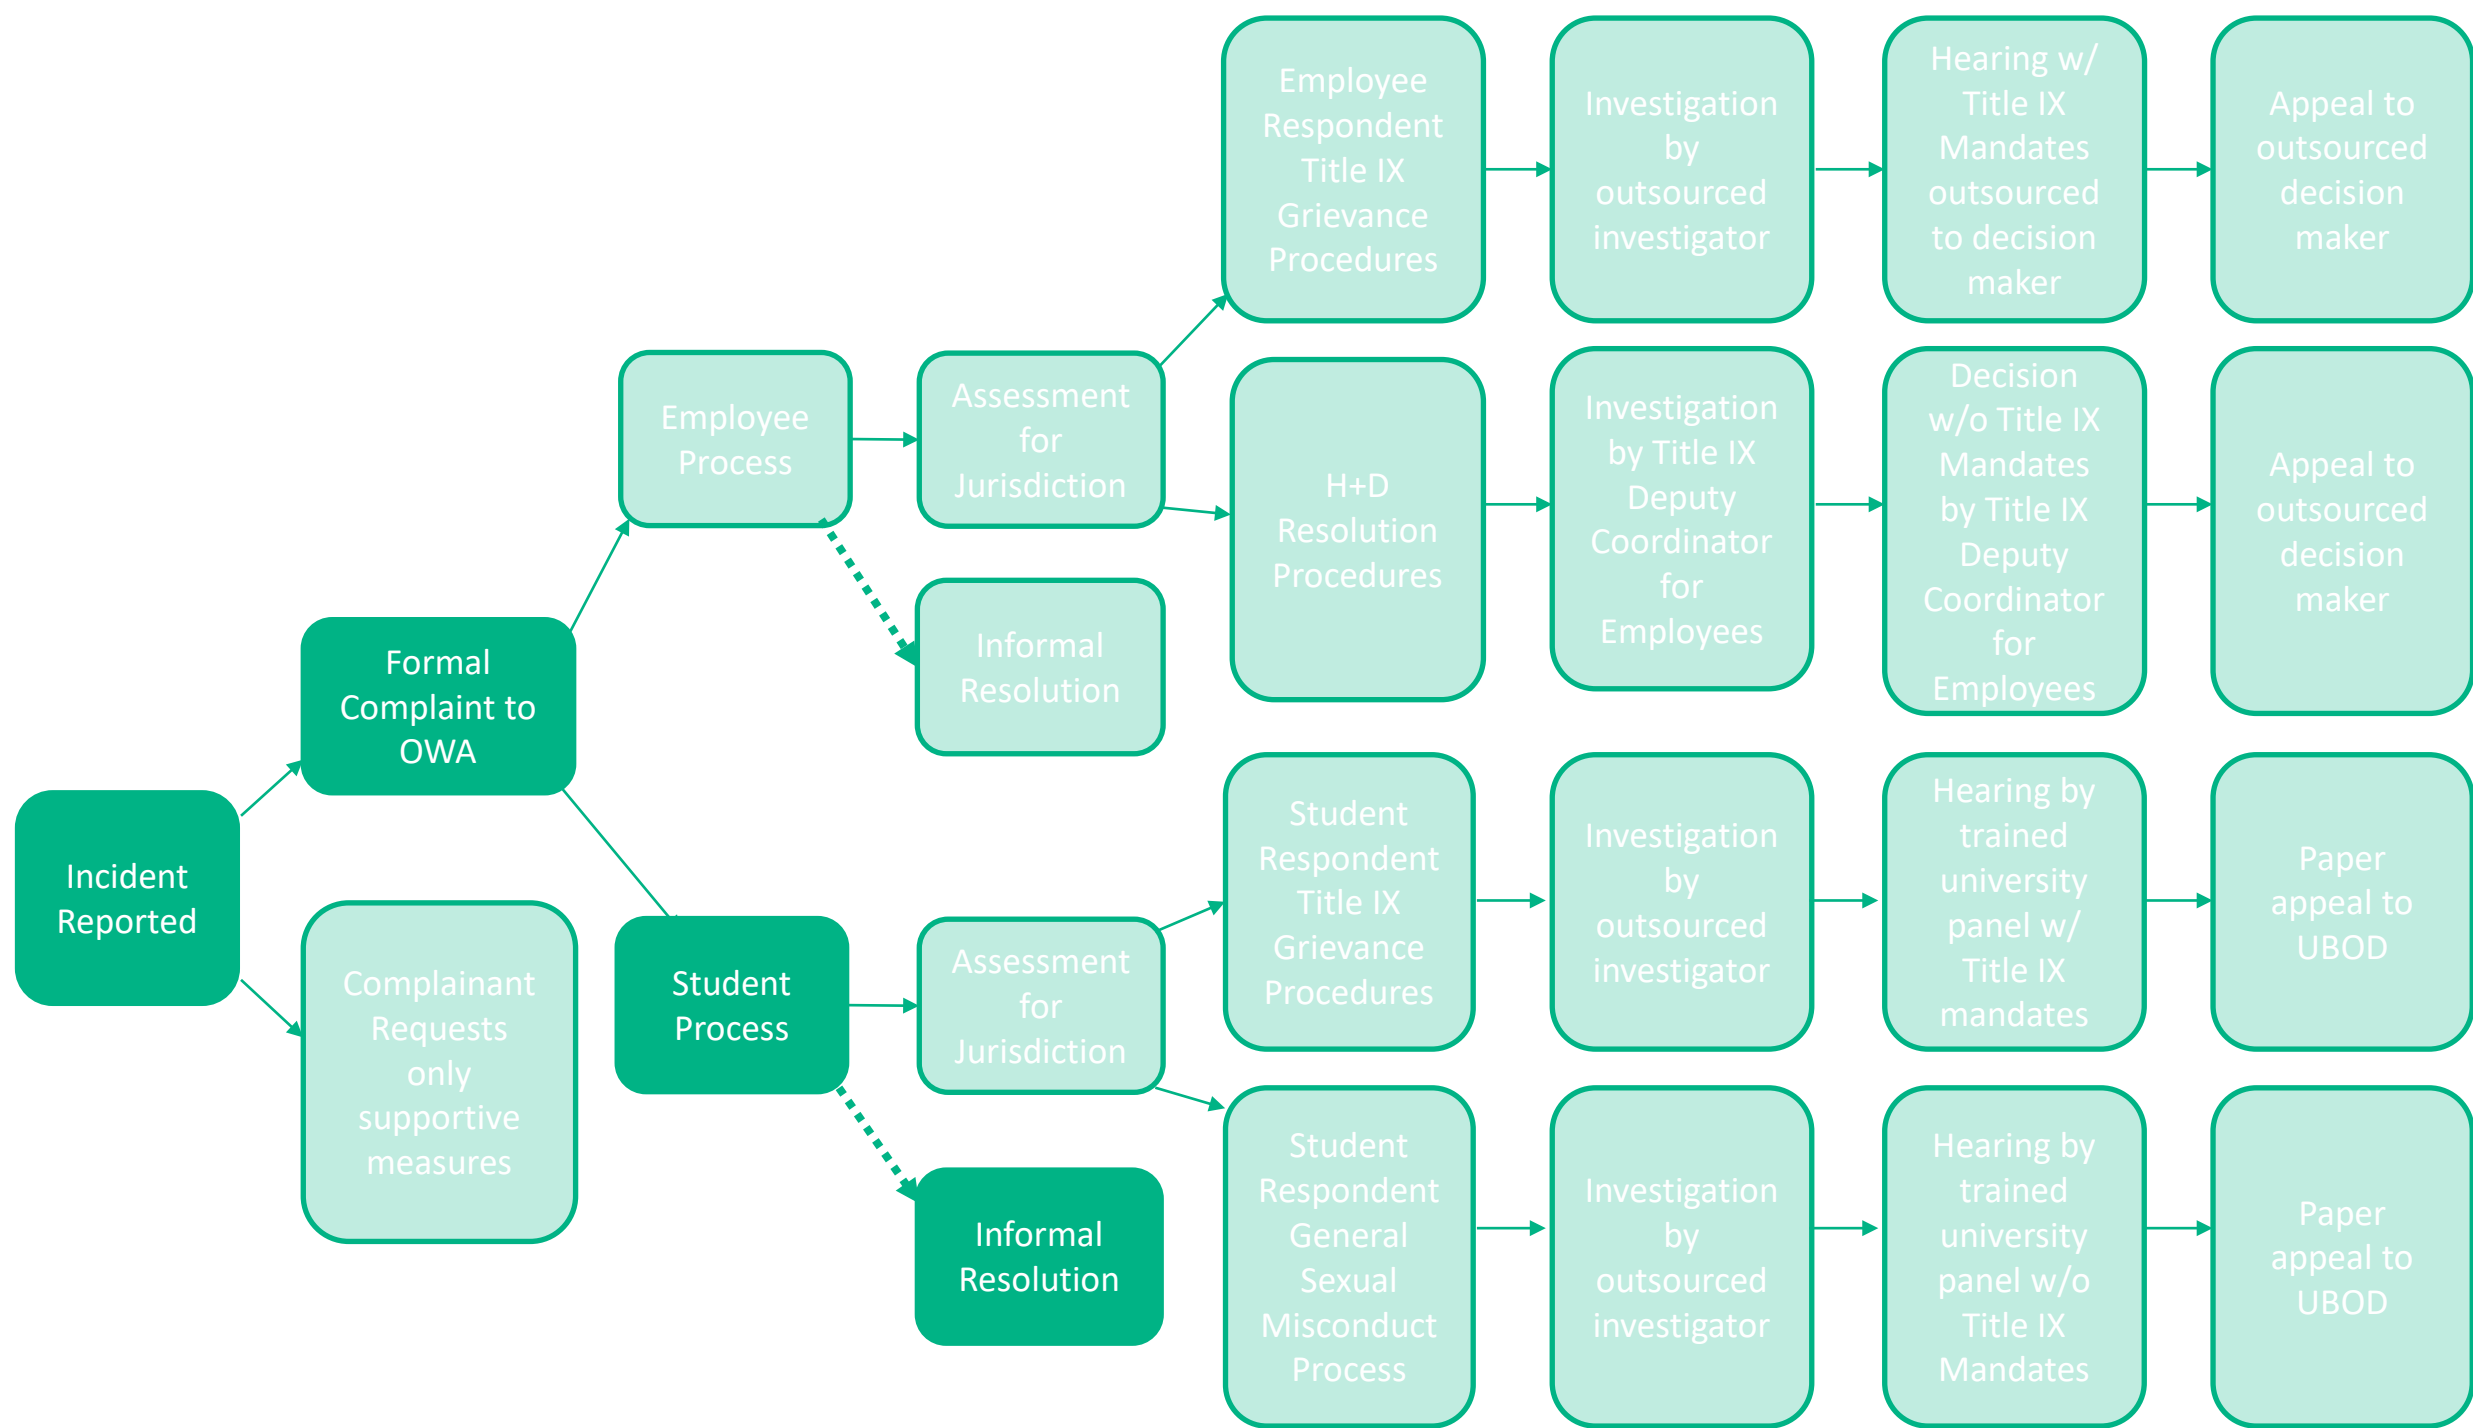 Incident
Reported
Formal
Complaint to
OWA
Complainant
Requests
only
supportive
measures
Employee
Process
Student
Process
Assessment
for
Jurisdiction
Informal
Resolution
Assessment
for
Jurisdiction
Informal
Resolution
Employee
Respondent
Title IX
Grievance
Procedures
Investigation
by
outsourced
investigator
Hearing w/
Title IX
Mandates
outsourced
to decision
maker
Appeal to
outsourced
decision
maker
H+D
Resolution
Procedures
Investigation
by Title IX
Deputy
Coordinator
for
Employees
Decision
w/o Title IX
Mandates
by Title IX
Deputy
Coordinator
for
Employees
Appeal to
outsourced
decision
maker
Student
Respondent
Title IX
Grievance
Procedures
Investigation
by
outsourced
investigator
Hearing by
trained
university
panel w/
Title IX
mandates
Paper
appeal to
UBOD
Student
Respondent
General
Sexual
Misconduct
Process
Investigation
by
outsourced
investigator
Hearing by
trained
university
panel w/o
Title IX
Mandates
Paper
appeal to
UBOD